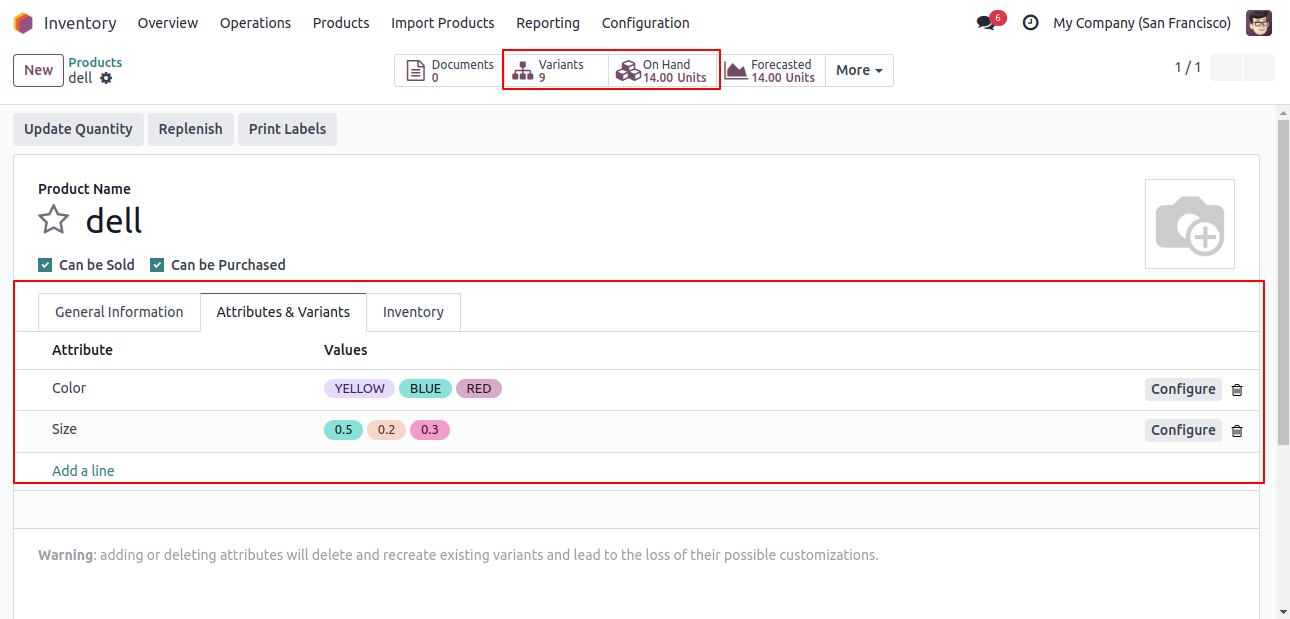 Inventory Overview Operations Products Import Products Reporting Configuration 6 My Company (San Francisco)
New Products Documents Variants On Hand Forecasted More 1 / 1
dell 0 9 14.00 Units 14.00 Units
Update Quantity Replenish Print Labels
Product Name
dell
Can be Sold Can be Purchased
General Information Attributes & Variants Inventory
Attribute Values
Color YELLOW BLUE RED Configure
Size 0.5 0.2 0.3 Configure
Add a line
Warning: adding or deleting attributes will delete and recreate existing variants and lead to the loss of their possible customizations.